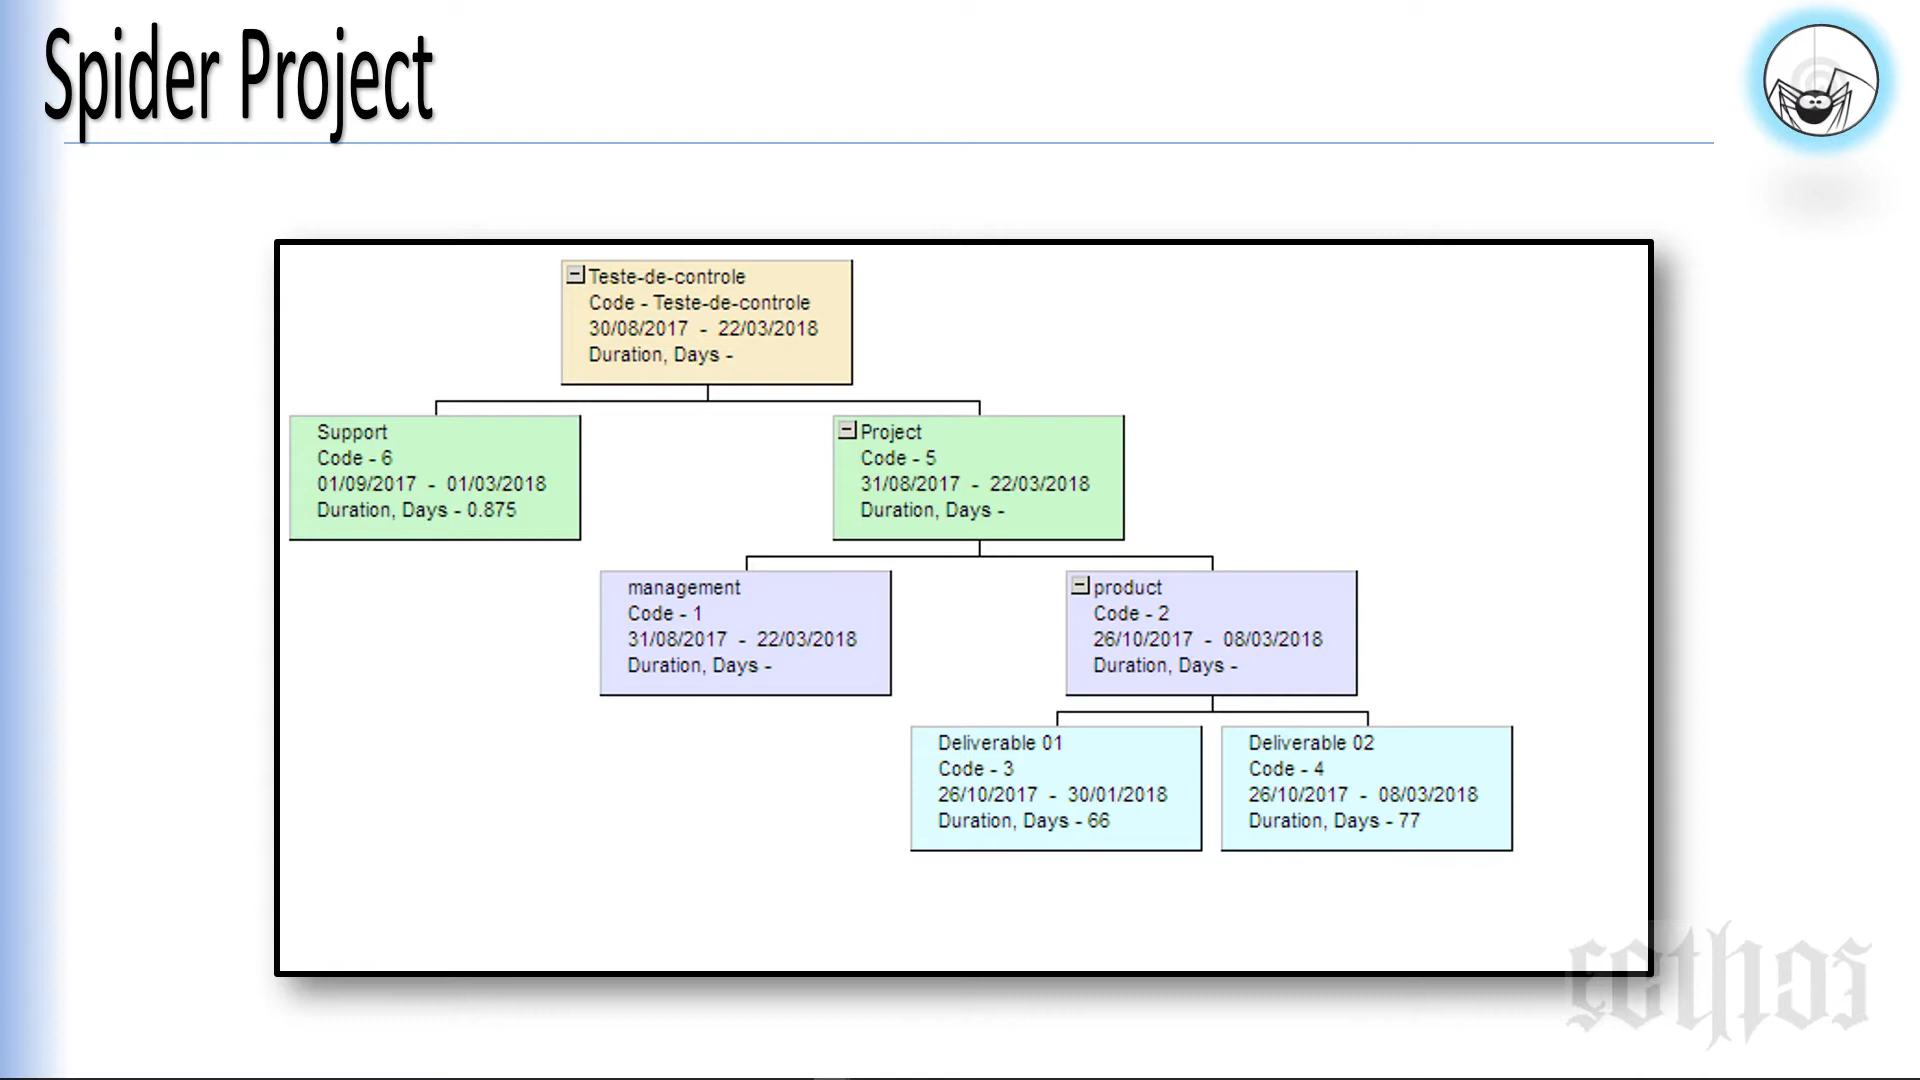 Spider Project
Teste-de-controle
Code - Teste-de-controle
30/08/2017 - 22/03/2018
Duration, Days -
Support
Code - 6
01/09/2017 - 01/03/2018
Duration, Days - 0.875
Project
Code - 5
31/08/2017 - 22/03/2018
Duration, Days -
management
Code - 1
31/08/2017 - 22/03/2018
Duration, Days -
product
Code - 2
26/10/2017 - 08/03/2018
Duration, Days -
Deliverable 01
Code - 3
26/10/2017 - 30/01/2018
Duration, Days - 66
Deliverable 02
Code - 4
26/10/2017 - 08/03/2018
Duration, Days - 77